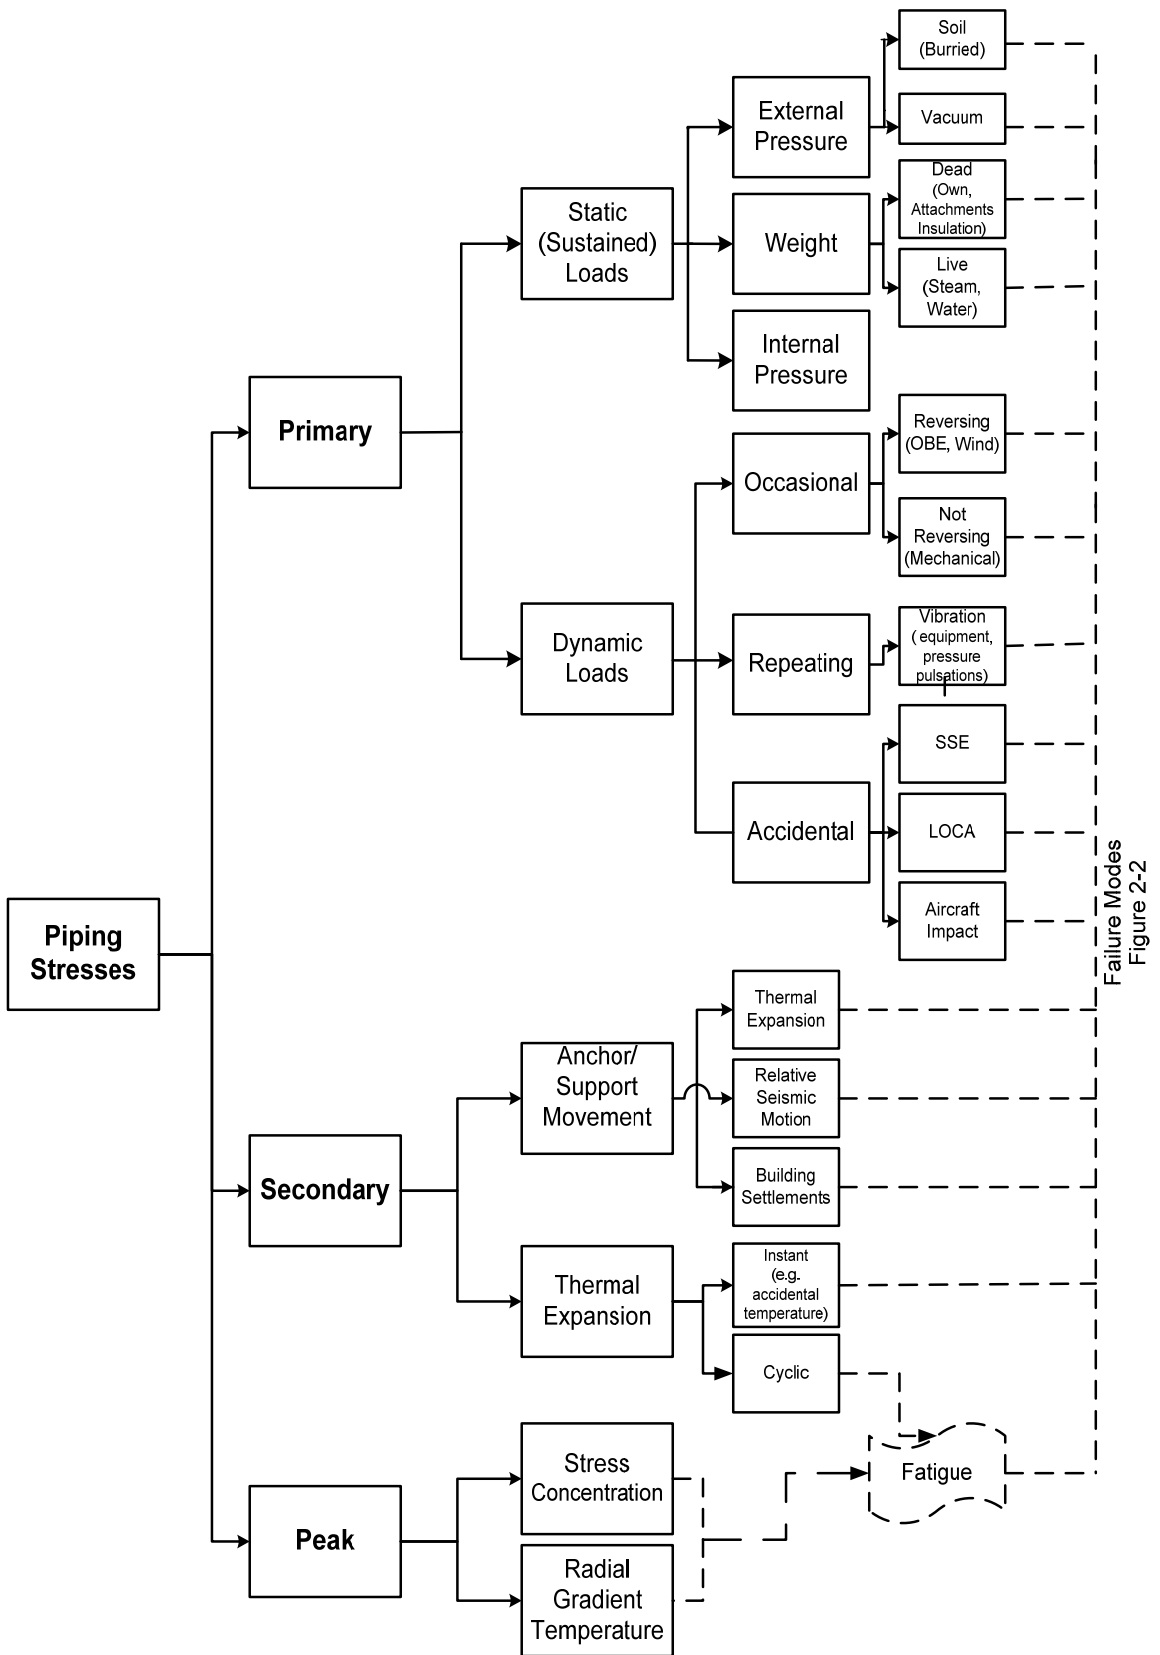 Soil
(Burried)
Vacuum
External
Pressure
Dead
(Own,
Attachments
Insulation)
Static
(Sustained)
Loads
Weight
Live
(Steam,
Water)
Internal
Pressure
Primary
Reversing
(OBE, Wind)
Occasional
Not
Reversing
(Mechanical)
Dynamic
Loads
Repeating
Vibration
( equipment,
pressure
pulsations)
SSE
Accidental
LOCA
Aircraft
Impact
Failure Modes
Figure 2-2
Piping
Stresses
Thermal
Expansion
Anchor/
Support
Movement
Relative
Seismic
Motion
Secondary
Building
Settlements
Thermal
Expansion
Instant
(e.g.
accidental
temperature)
Cyclic
Stress
Concentration
Fatigue
Peak
Radial
Gradient
Temperature